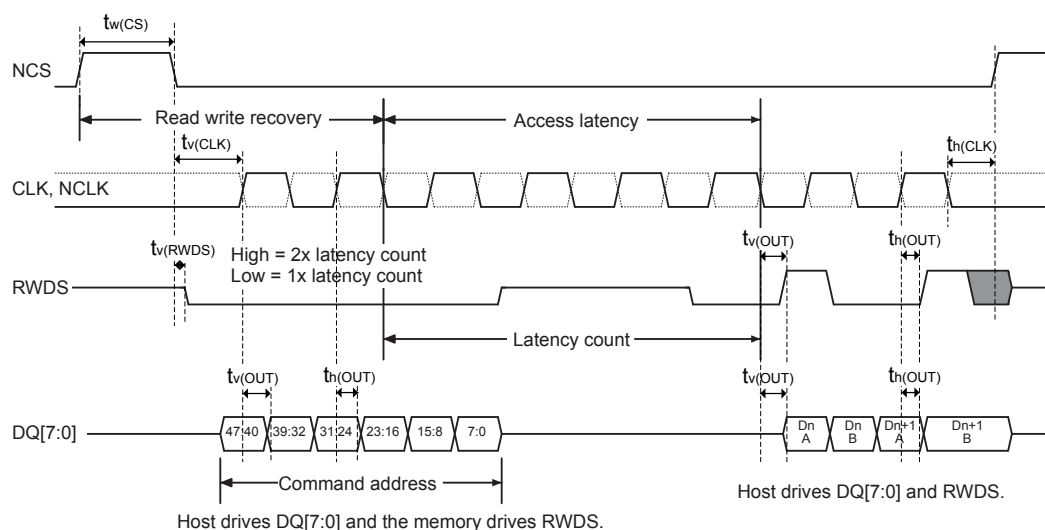 tw(CS)
NCS
Read write recovery
Access latency
tv(CLK)
th(CLK)
CLK, NCLK
tv(RWDS)
High = 2x latency count
Low = 1x latency count
tv(OUT)
th(OUT)
RWDS
Latency count
tv(OUT)
th(OUT)
tv(OUT)
th(OUT)
DQ[7:0]
47:40
39:32
31:24
23:16
15:8
7:0
Dn
A
Dn
B
Dn+1
A
Dn+1
B
Command address
Host drives DQ[7:0] and RWDS.
Host drives DQ[7:0] and the memory drives RWDS.